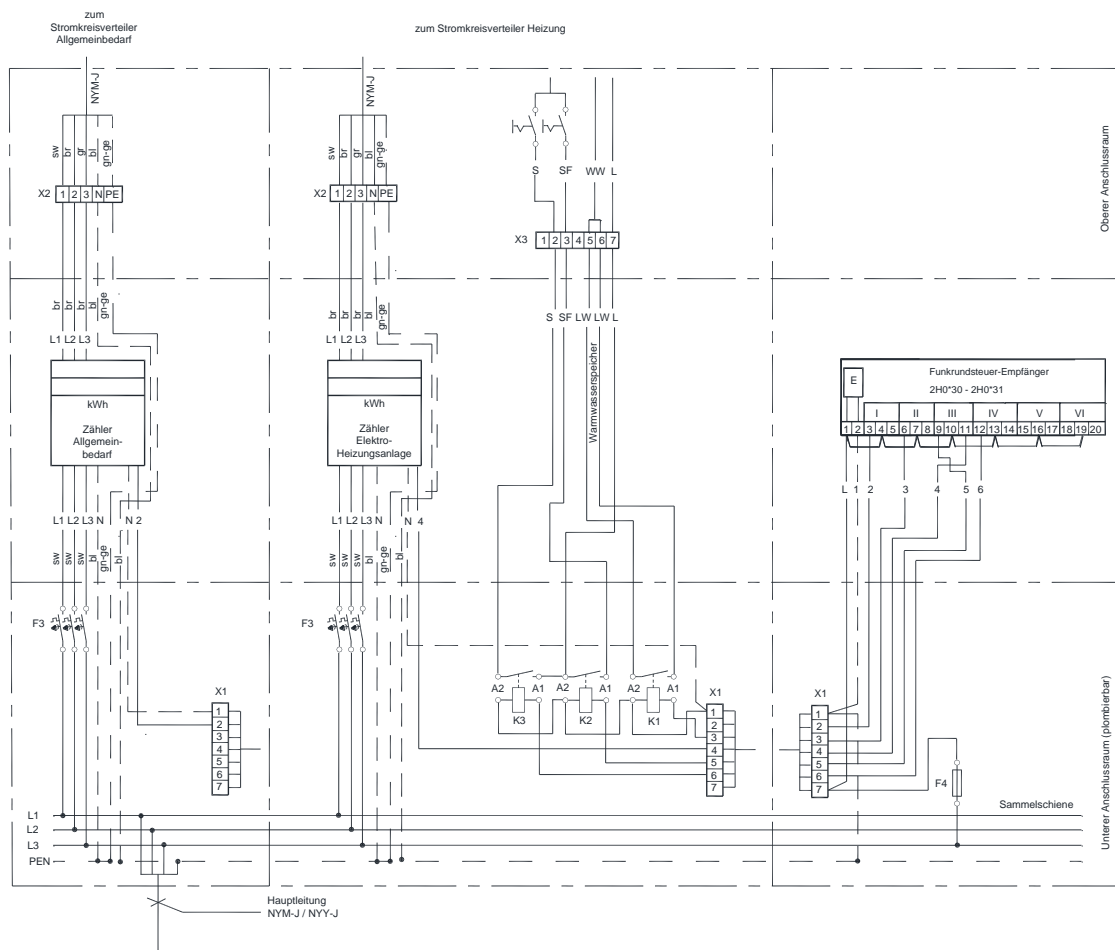 zum
Stromkreisverteiler
Allgemeinbedarf
zum Stromkreisverteiler Heizung
NYM-J
NYM-J
sw br gr bl gn-ge
sw br gr bl gn-ge
S SF WW L
X2 1 2 3 N PE
X2 1 2 3 N PE
X3 1 2 3 4 5 6 7
Oberer Anschlussraum
br br gr bl gn-ge
br br gr bl gn-ge
S SF LW LW L
L1 L2 L3
L1 L2 L3
Warmwasserspeicher
kWh
Zähler
Allgemein-
bedarf
kWh
Zähler
Elektro-
Heizungsanlage
E
Funkrundsteuer-Empfänger
2H0*30 - 2H0*31
I II III IV V VI
1 2 3 4 5 6 7 8 9 10 11 12 13 14 15 16 17 18 19 20
L 1 2 3 4 5 6
L1 L2 L3 N N 2
L1 L2 L3 N N 4
sw sw sw bl gn-ge bl
sw sw sw bl gn-ge bl
F3
F3
A2 A1 A2 A1 A2 A1
K3 K2 K1
X1
1
2
3
4
5
6
7
X1
1
2
3
4
5
6
7
X1
1
2
3
4
5
6
7
F4
Sammelschiene
Unterer Anschlussraum (plombierbar)
L1
L2
L3
PEN
Hauptleitung
NYM-J / NYY-J